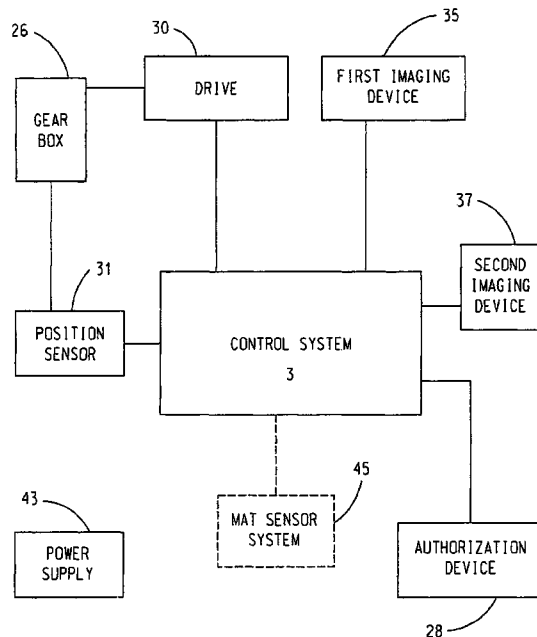 26
30
35
GEAR
BOX
DRIVE
FIRST IMAGING
DEVICE
37
SECOND
IMAGING
DEVICE
31
POSITION
SENSOR
CONTROL SYSTEM
3
43
POWER
SUPPLY
45
MAT SENSOR
SYSTEM
AUTHORIZATION
DEVICE
28